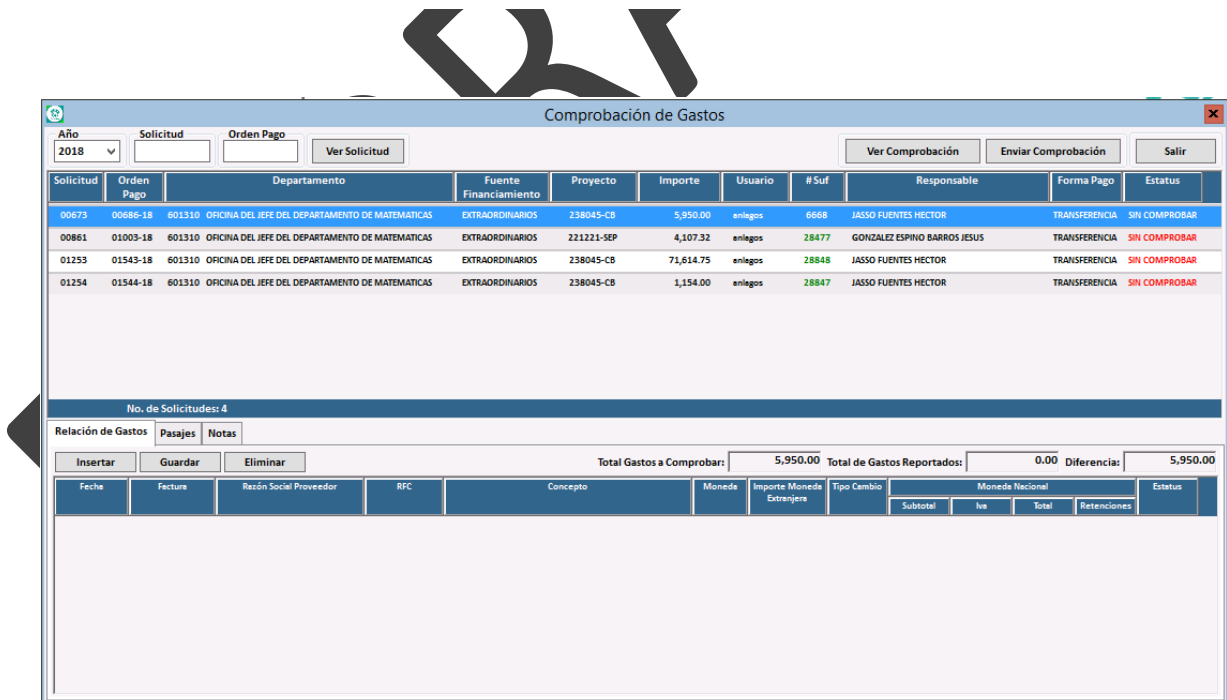 Comprobación de Gastos
Año Solicitud Orden Pago
2018 Ver Solicitud Ver Comprobación Enviar Comprobación Salir
Solicitud Orden Pago Departamento Fuente Financiamiento Proyecto Importe Usuario # Suf Responsable Forma Pago Estatus
00673 00686-18 601310 OFICINA DEL JEFE DEL DEPARTAMENTO DE MATEMATICAS EXTRAORDINARIOS 238045-CB 5,950.00 anlagos 6668 JASSO FUENTES HECTOR TRANSFERENCIA SIN COMPROBAR
00861 01003-18 601310 OFICINA DEL JEFE DEL DEPARTAMENTO DE MATEMATICAS EXTRAORDINARIOS 221221-SEP 4,107.32 anlagos 28477 GONZALEZ ESPINO BARROS JESUS TRANSFERENCIA SIN COMPROBAR
01253 01543-18 601310 OFICINA DEL JEFE DEL DEPARTAMENTO DE MATEMATICAS EXTRAORDINARIOS 238045-CB 71,614.75 anlagos 28848 JASSO FUENTES HECTOR TRANSFERENCIA SIN COMPROBAR
01254 01544-18 601310 OFICINA DEL JEFE DEL DEPARTAMENTO DE MATEMATICAS EXTRAORDINARIOS 238045-CB 1,154.00 anlagos 28847 JASSO FUENTES HECTOR TRANSFERENCIA SIN COMPROBAR
No. de Solicitudes: 4
Relación de Gastos Pasajes Notas
Insertar Guardar Eliminar Total Gastos a Comprobar: 5,950.00 Total de Gastos Reportados: 0.00 Diferencia: 5,950.00
Fecha Factura Razón Social Proveedor RFC Concepto Moneda Importe Moneda Extranjera Tipo Cambio Moneda Nacional Estatus
Subtotal Iva Total Retenciones